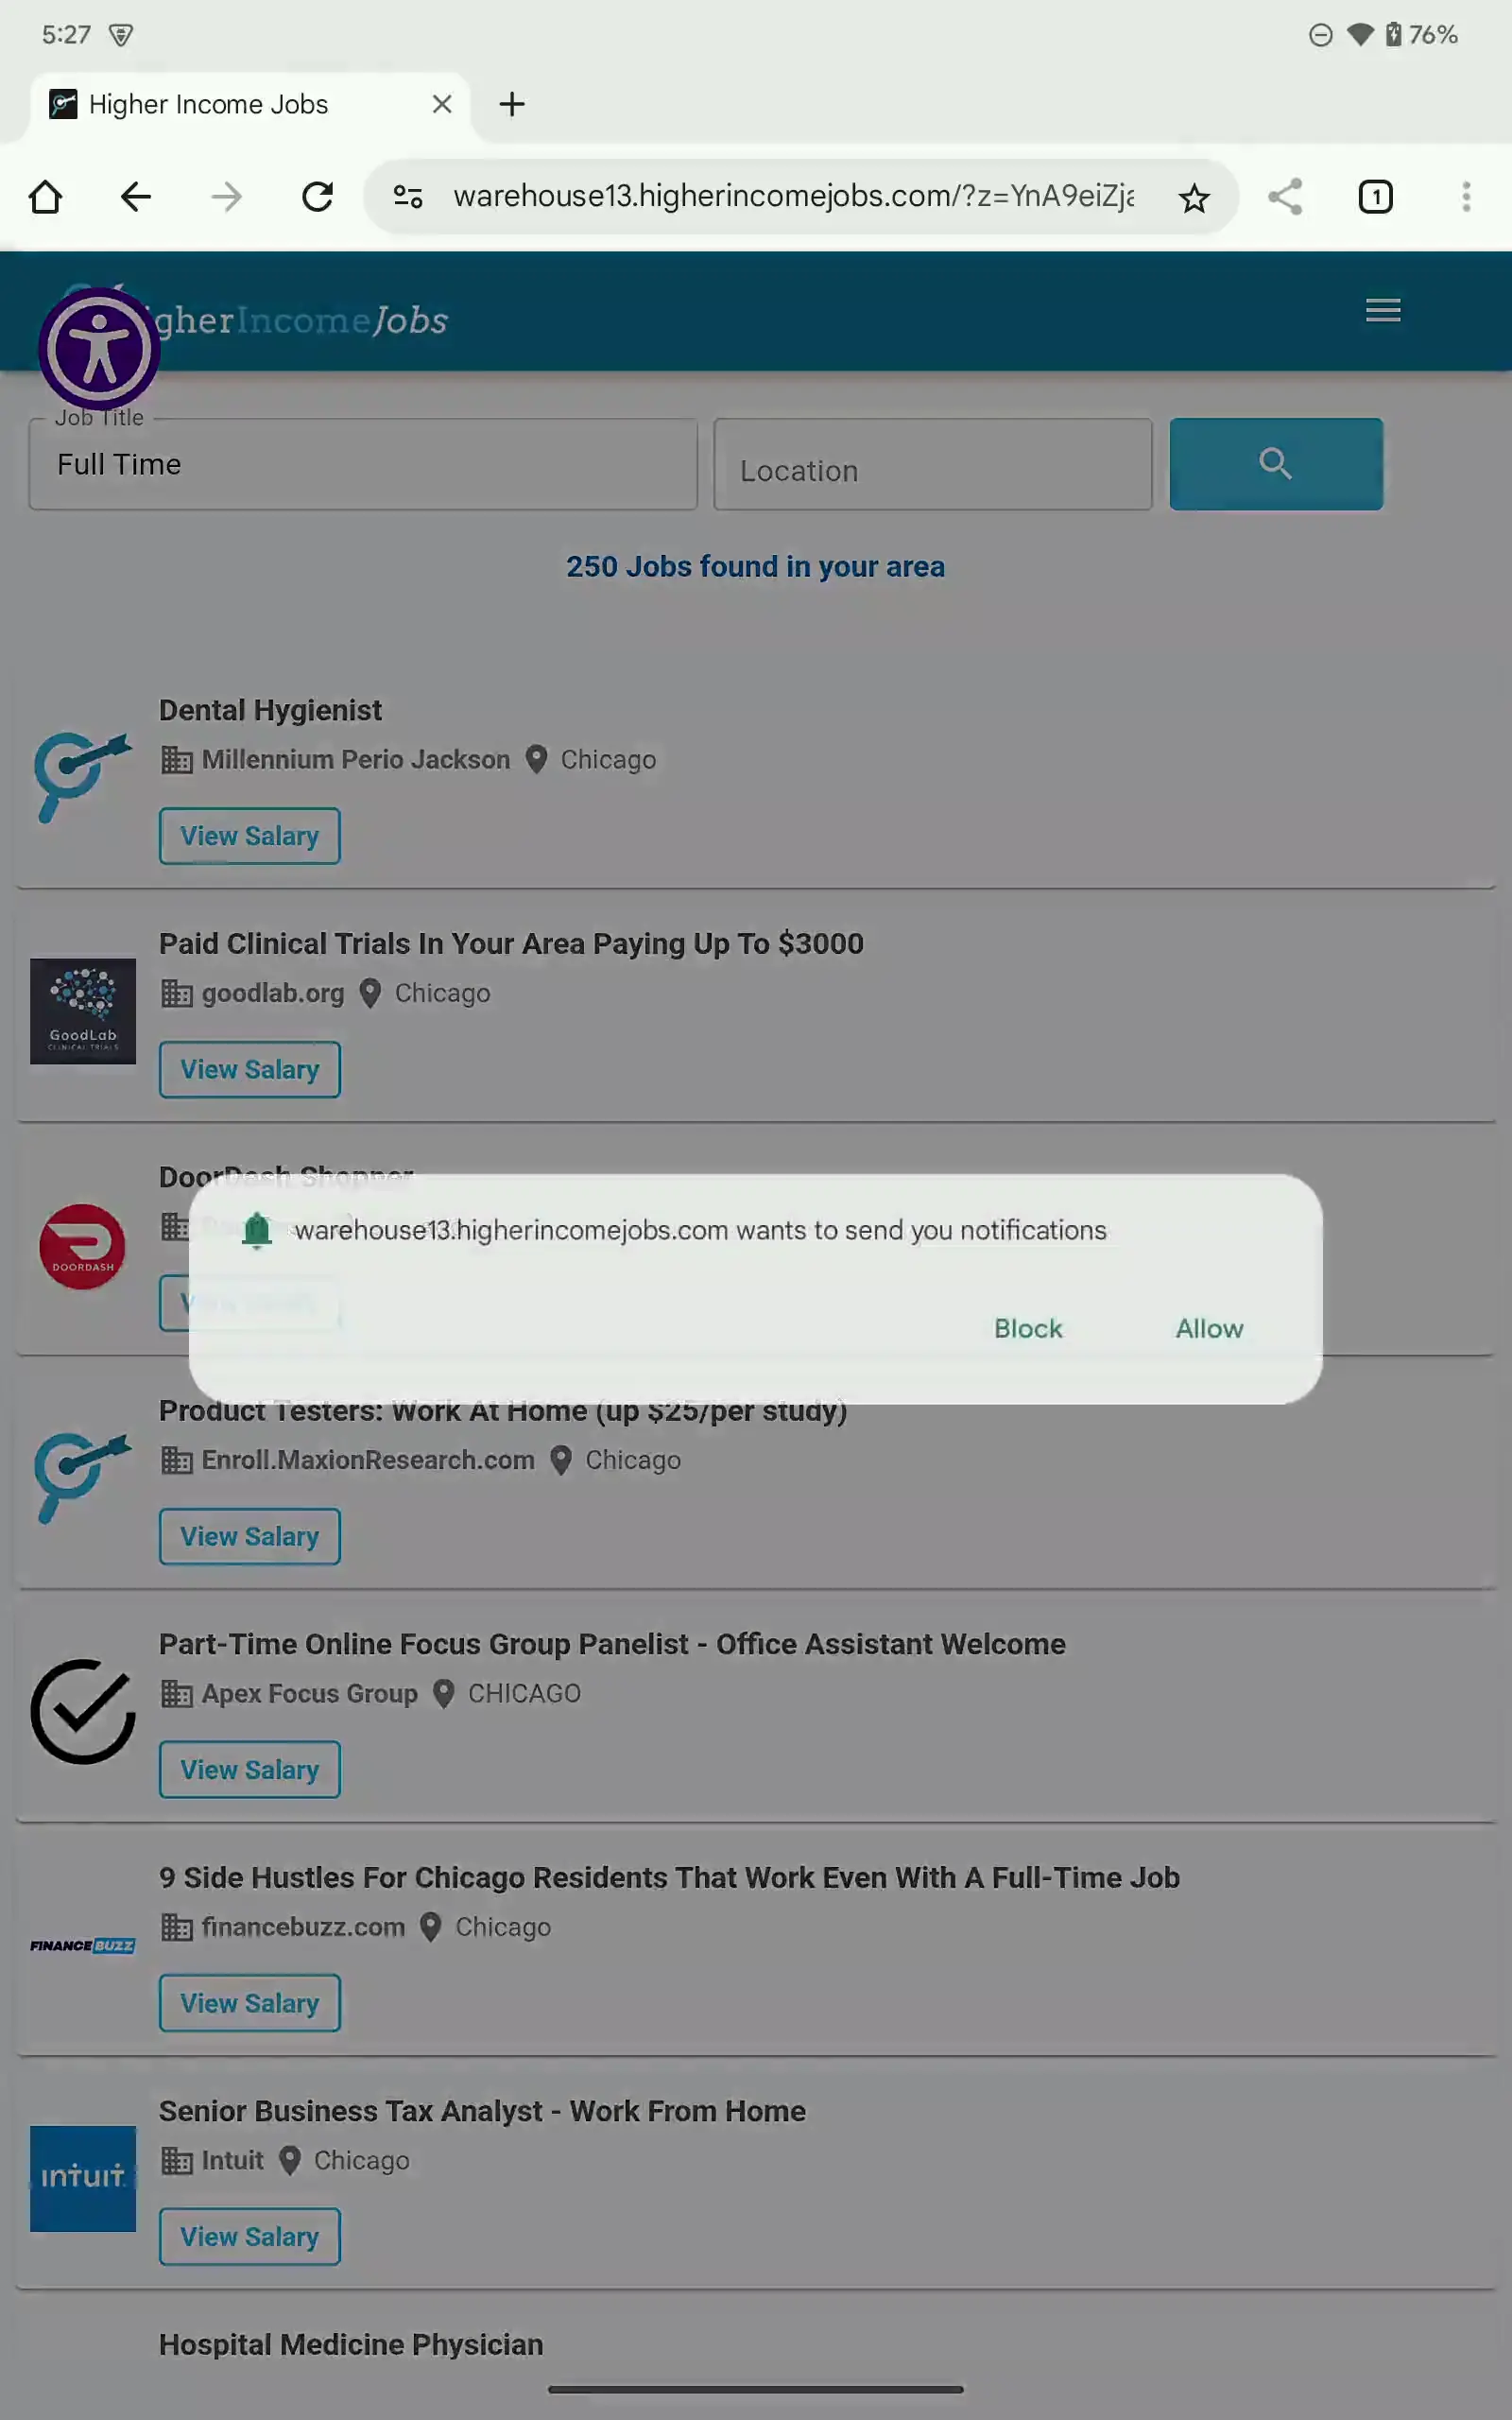 5:27
76%
Higher Income Jobs
1
warehouse13.higherincomejobs.com/?z=YnA9eiZj
gherIncomeJobs
Job Title
Full Time
Location
250 Jobs found in your area
Dental Hygienist
Millennium Perio Jackson Chicago
View Salary
Paid Clinical Trials In Your Area Paying Up To $3000
GoodLab
CLINICAL TRIALS
goodlab.org Chicago
View Salary
DoorDash Shopper
DOORDASH
warehouse13.higherincomejobs.com wants to send you notifications
Block Allow
Product Testers: Work At Home (up $25/per study)
Enroll.MaxionResearch.com Chicago
View Salary
Part-Time Online Focus Group Panelist - Office Assistant Welcome
Apex Focus Group CHICAGO
View Salary
9 Side Hustles For Chicago Residents That Work Even With A Full-Time Job
FINANCEBUZZ
financebuzz.com Chicago
View Salary
Senior Business Tax Analyst - Work From Home
INTUIT
Intuit Chicago
View Salary
Hospital Medicine Physician